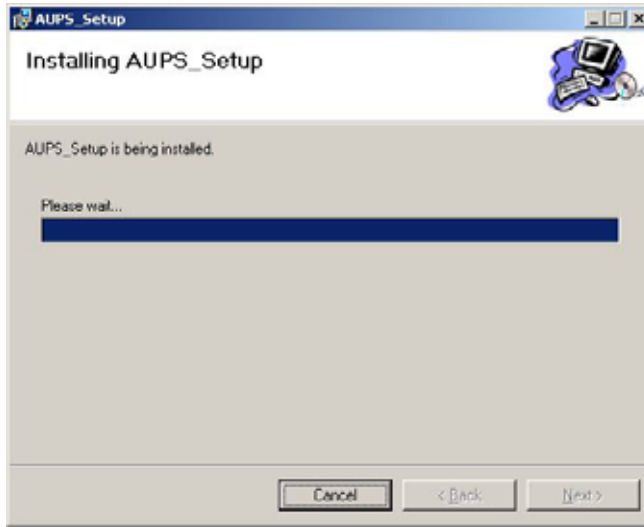 AUPS_Setup
Installing AUPS_Setup
AUPS_Setup is being installed.
Please wait...
Cancel
< Back
Next >